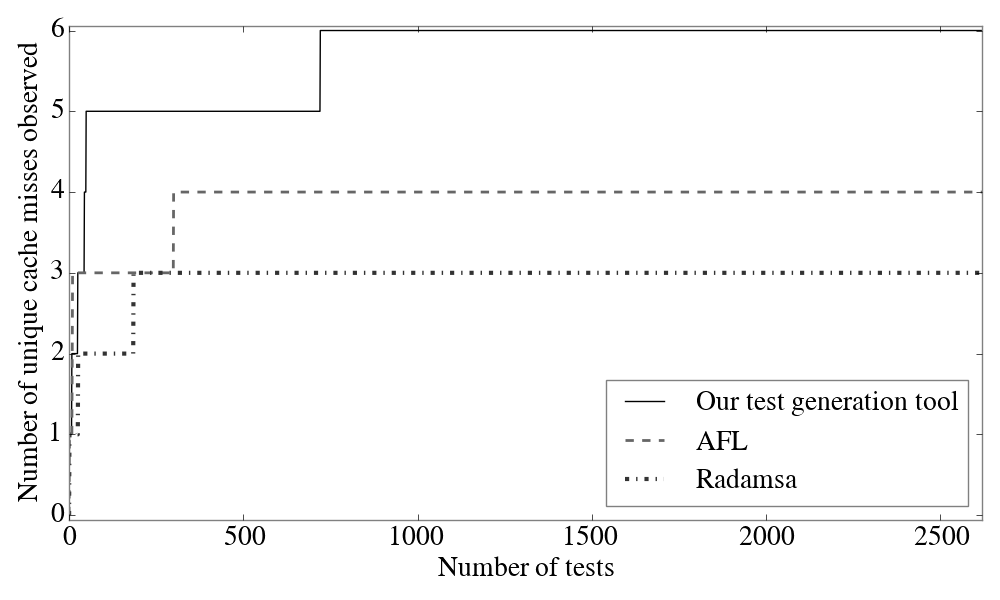 Number of unique cache misses observed
6
5
4
3
2
1
0
0 500 1000 1500 2000 2500
Number of tests
Our test generation tool
AFL
Radamsa